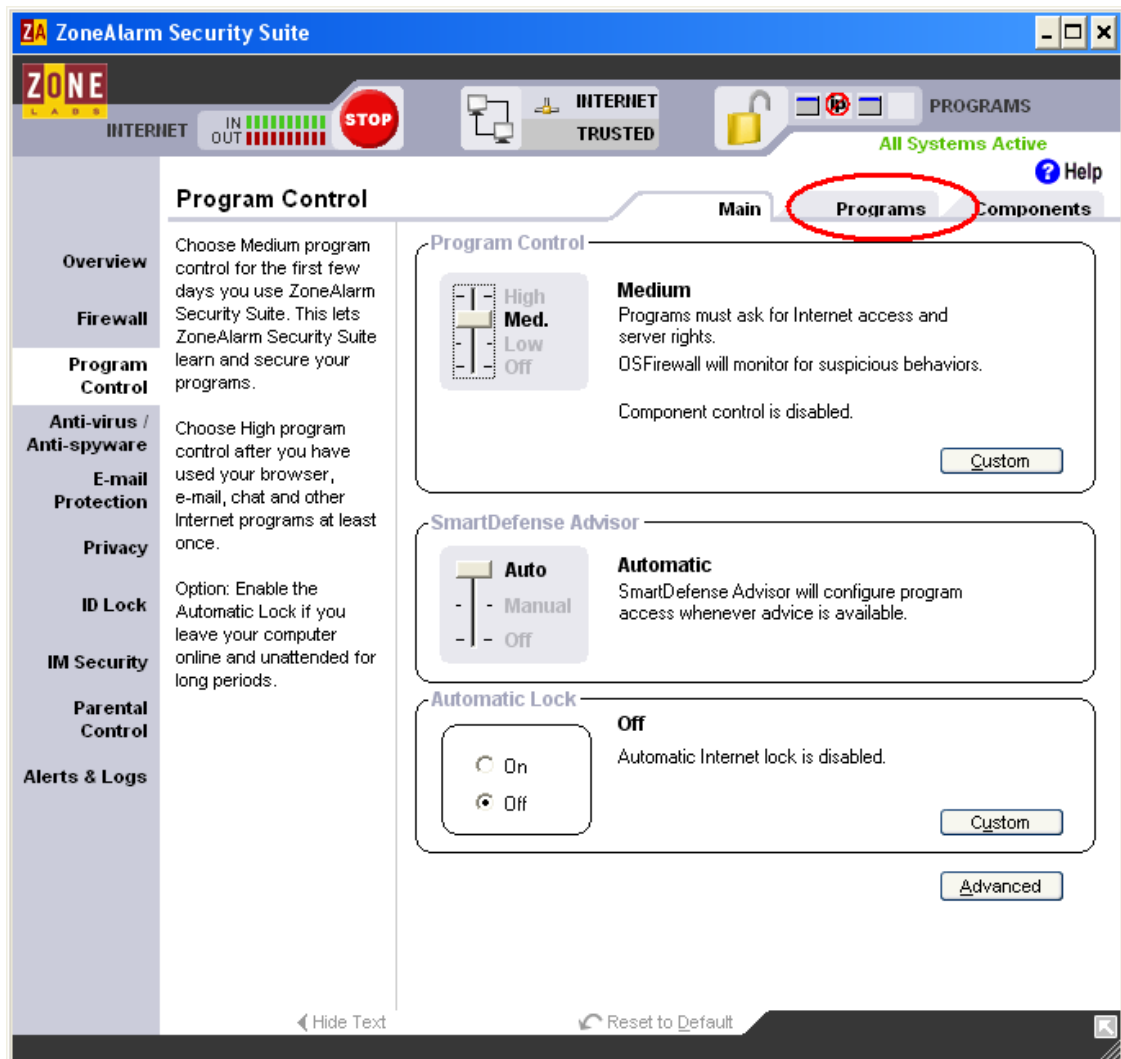 ZA ZoneAlarm Security Suite
ZONE
LABS
INTERNET
IN
OUT
STOP
INTERNET
TRUSTED
PROGRAMS
All Systems Active
Help
Program Control
Main
Programs
Components
Overview
Firewall
Program
Control
Anti-virus /
Anti-spyware
E-mail
Protection
Privacy
ID Lock
IM Security
Parental
Control
Alerts & Logs
Choose Medium program
control for the first few
days you use ZoneAlarm
Security Suite. This lets
ZoneAlarm Security Suite
learn and secure your
programs.
Choose High program
control after you have
used your browser,
e-mail, chat and other
Internet programs at least
once.
Option: Enable the
Automatic Lock if you
leave your computer
online and unattended for
long periods.
Program Control
High
Med.
Low
Off
Medium
Programs must ask for Internet access and
server rights.
OSFirewall will monitor for suspicious behaviors.
Component control is disabled.
Custom
SmartDefense Advisor
Auto
Manual
Off
Automatic
SmartDefense Advisor will configure program
access whenever advice is available.
Automatic Lock
On
Off
Off
Automatic Internet lock is disabled.
Custom
Advanced
Hide Text
Reset to Default